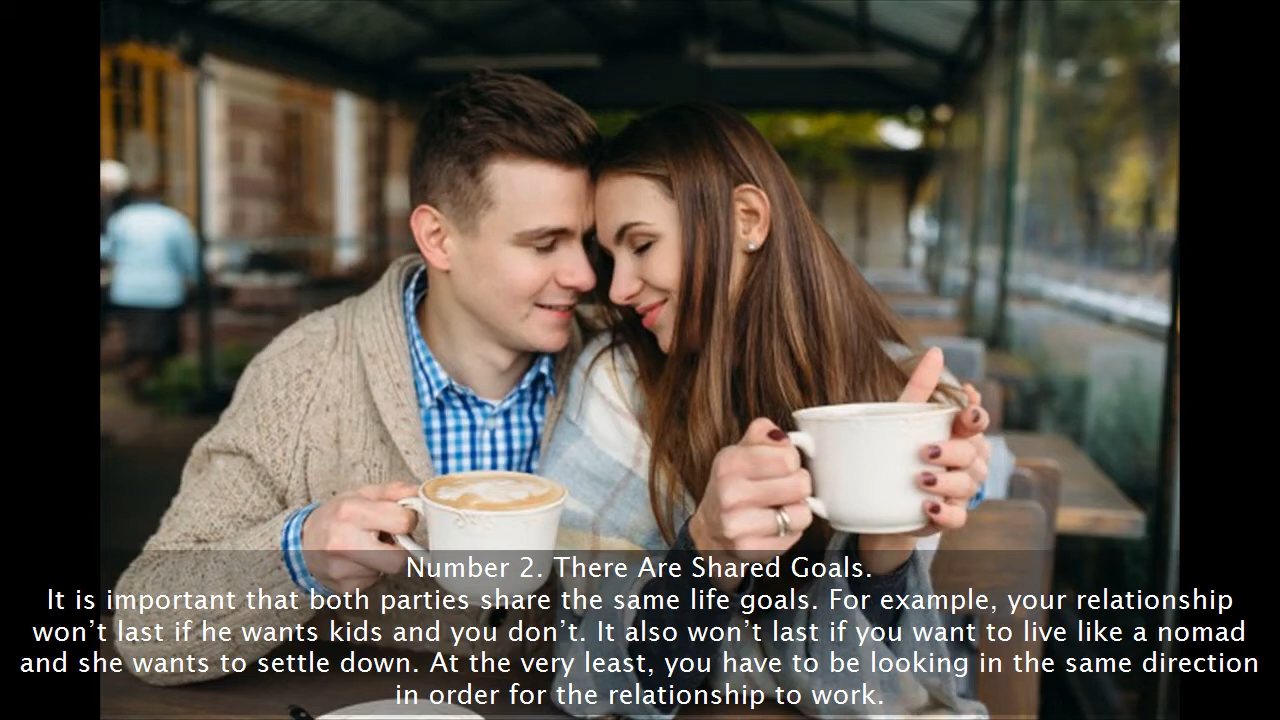 Number 2. There Are Shared Goals.
It is important that both parties share the same life goals. For example, your relationship
won’t last if he wants kids and you don’t. It also won’t last if you want to live like a nomad
and she wants to settle down. At the very least, you have to be looking in the same direction
in order for the relationship to work.